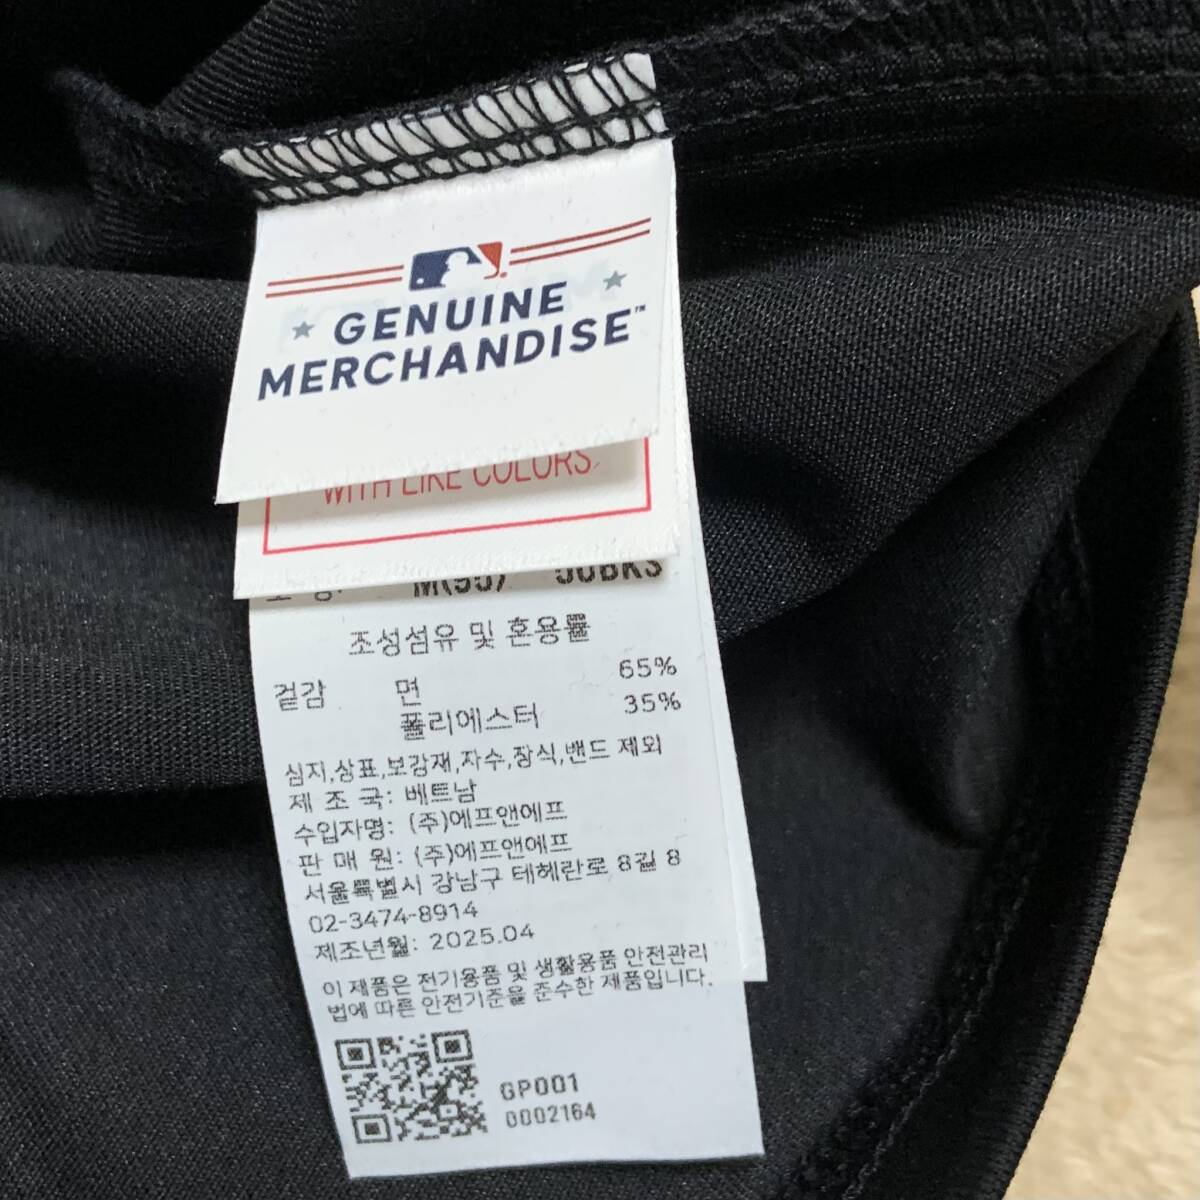 GENUINE
MERCHANDISE™
WITH LIKE COLORS.
M(95) 50BKS
조성섬유 및 혼용률
겉감 면 65%
폴리에스터 35%
심지,상표,보강재,자수,장식,밴드 제외
제 조 국: 베트남
수입자명: (주)에프앤에프
판 매 원: (주)에프앤에프
서울특별시 강남구 테헤란로 8길 8
02-3474-8914
제조년월: 2025.04
이 제품은 전기용품 및 생활용품 안전관리
법에 따른 안전기준을 준수한 제품입니다.
GP001
0002164